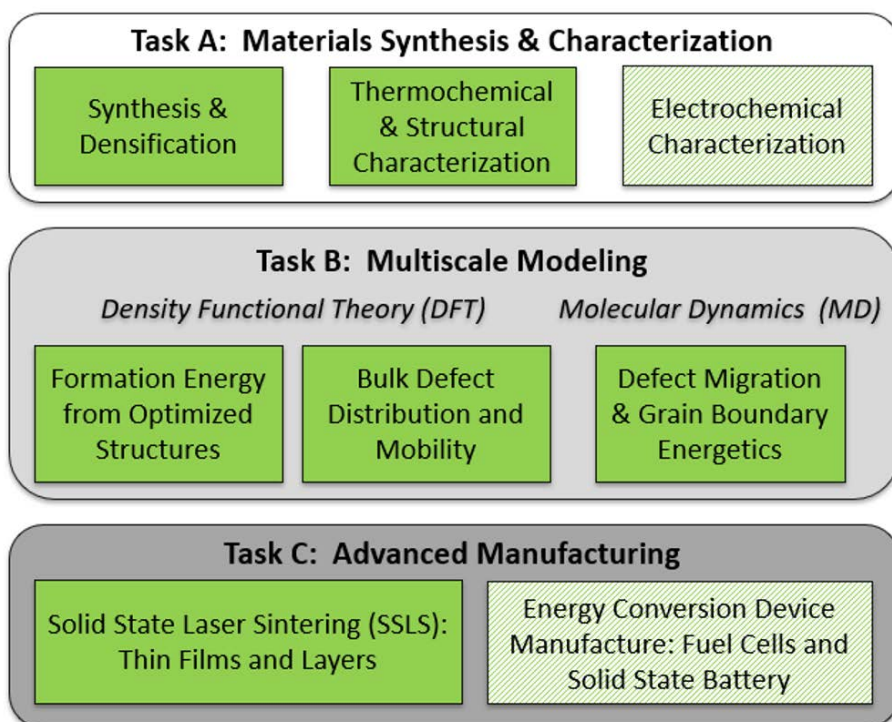 Task A: Materials Synthesis & Characterization
Synthesis &
Densification
Thermochemical
& Structural
Characterization
Electrochemical
Characterization
Task B: Multiscale Modeling
Density Functional Theory (DFT)
Molecular Dynamics (MD)
Formation Energy
from Optimized
Structures
Bulk Defect
Distribution and
Mobility
Defect Migration
& Grain Boundary
Energetics
Task C: Advanced Manufacturing
Solid State Laser Sintering (SSLS):
Thin Films and Layers
Energy Conversion Device
Manufacture: Fuel Cells and
Solid State Battery